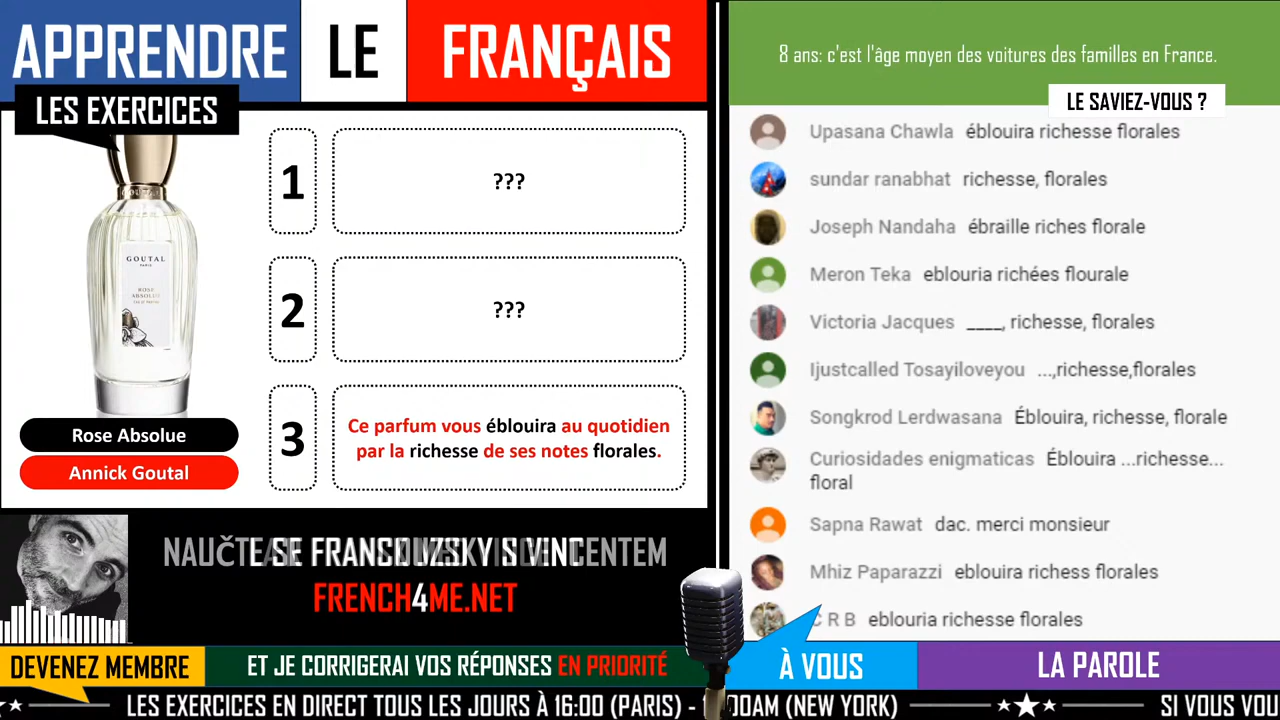 APPRENDRE LE FRANÇAIS
LES EXERCICES
GOUTAL
PARIS
ROSE
ABSOLUE
Rose Absolue
Annick Goutal
1
???
2
???
3
Ce parfum vous éblouira au quotidien
par la richesse de ses notes florales.
FRENCH4ME.NET
DEVENEZ MEMBRE
ET JE CORRIGERAI VOS RÉPONSES EN PRIORITÉ
8 ans: c'est l'âge moyen des voitures des familles en France.
LE SAVIEZ-VOUS ?
Upasana Chawla éblouira richesse florales
sundar ranabhat richesse, florales
Joseph Nandaha ébraille riches florale
Meron Teka eblouria richées flourale
Victoria Jacques ____, richesse, florales
Ijustcalled Tosayiloveyou ...,richesse,florales
Songkrod Lerdwasana Éblouira, richesse, florale
Curiosidades enigmaticas Éblouira ...richesse...
floral
Sapna Rawat dac. merci monsieur
Mhiz Paparazzi eblouira richess florales
C R B eblouria richesse florales
À VOUS
LA PAROLE
LES EXERCICES EN DIRECT TOUS LES JOURS À 16:00 (PARIS) - 00AM (NEW YORK)
SI VOUS VOU